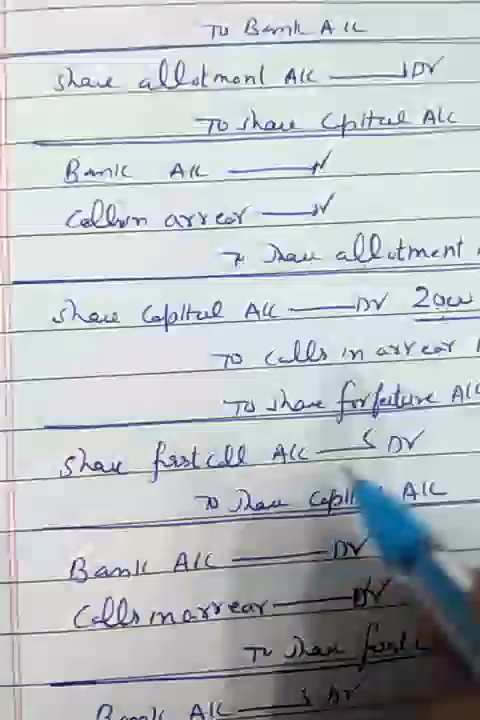 To Bank A/c
Share allotment A/c Dr
To Share Cpital A/c
Bank A/c Dr
Calls in arrear Dr
To Share allotment
Share Capital A/c Dr
To Calls in arrear
To Share forfeiture A/c
Share first call A/c Dr
To Share Capital A/c
Bank A/c Dr
Calls in arrear Dr
To Share first
Bank A/c Dr